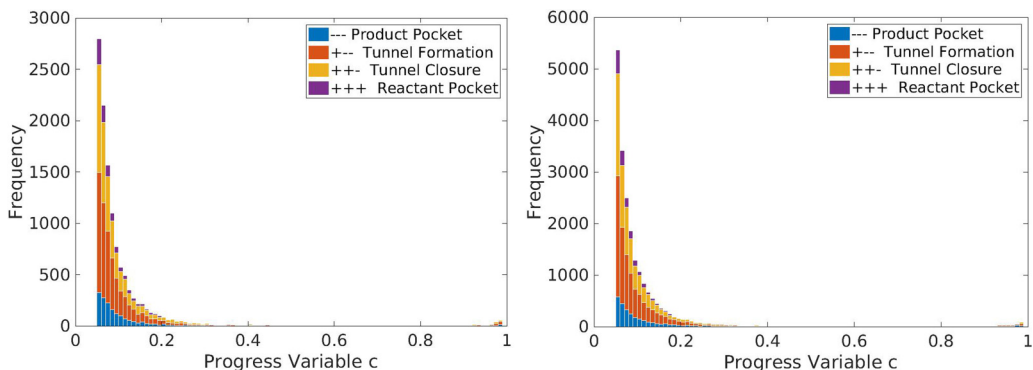 3000
2500
2000
1500
1000
500
0
Frequency
--- Product Pocket
+-- Tunnel Formation
++- Tunnel Closure
+++ Reactant Pocket
0 0.2 0.4 0.6 0.8 1
Progress Variable c
6000
5000
4000
3000
2000
1000
0
Frequency
--- Product Pocket
+-- Tunnel Formation
++- Tunnel Closure
+++ Reactant Pocket
0 0.2 0.4 0.6 0.8 1
Progress Variable c